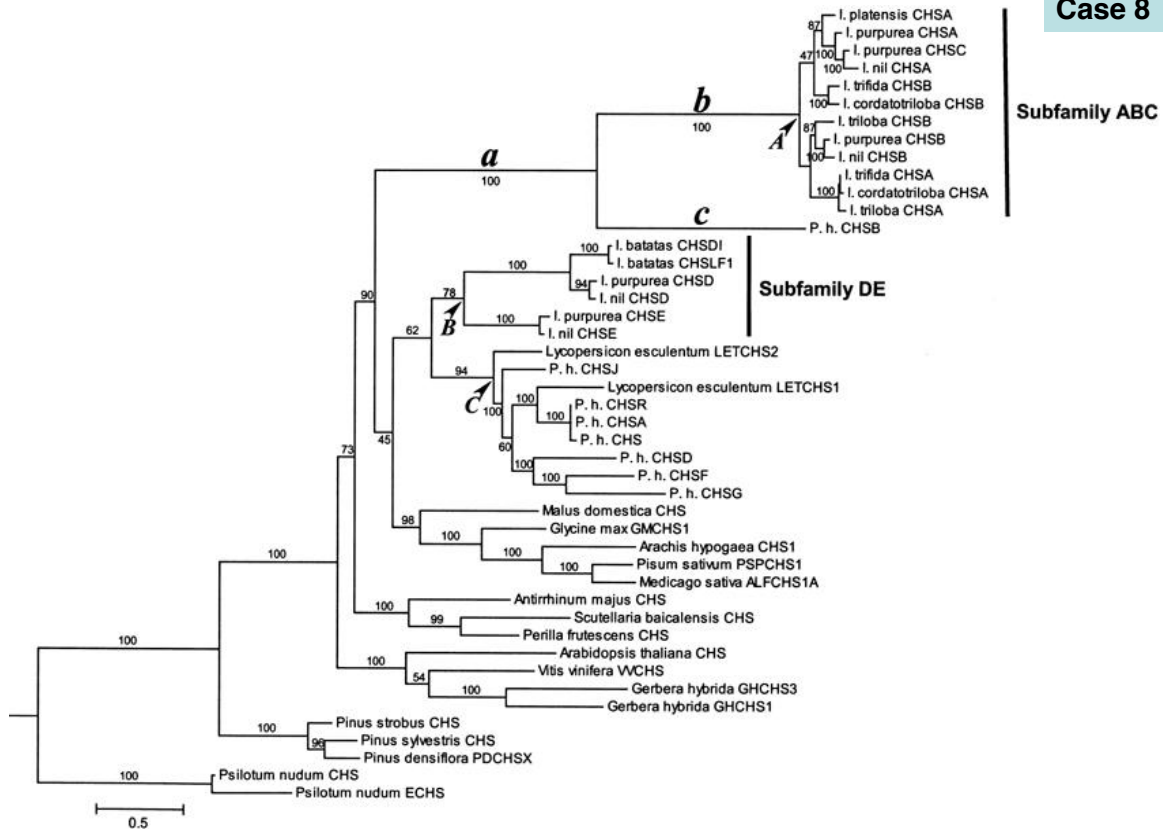 Case 8
I. platensis CHSA
87
I. purpurea CHSA
I. purpurea CHSC
100
47
I. nil CHSA
100
I. trifida CHSB
I. cordatotriloba CHSB
100
b
100
A
Subfamily ABC
I. triloba CHSB
87
I. purpurea CHSB
I. nil CHSB
100
I. trifida CHSA
I. cordatotriloba CHSA
100
I. triloba CHSA
a
100
c
P. h. CHSB
I. batatas CHSDI
100
I. batatas CHSLF1
100
I. purpurea CHSD
94
I. nil CHSD
Subfamily DE
90
78
B
I. purpurea CHSE
100
I. nil CHSE
62
Lycopersicon esculentum LETCHS2
94
P. h. CHSJ
C
100
Lycopersicon esculentum LETCHS1
100
P. h. CHSR
100
P. h. CHSA
P. h. CHS
45
60
73
P. h. CHSD
100
P. h. CHSF
100
P. h. CHSG
Malus domestica CHS
98
Glycine max GMCHS1
100
Arachis hypogaea CHS1
100
Pisum sativum PSPCHS1
100
Medicago sativa ALFCHS1A
100
Antirrhinum majus CHS
100
Scutellaria baicalensis CHS
99
Perilla frutescens CHS
100
Arabidopsis thaliana CHS
100
Vitis vinifera VVCHS
54
Gerbera hybrida GHCHS3
100
Gerbera hybrida GHCHS1
Pinus strobus CHS
100
Pinus sylvestris CHS
Pinus densiflora PDCHSX
Psilotum nudum CHS
100
Psilotum nudum ECHS
0.5